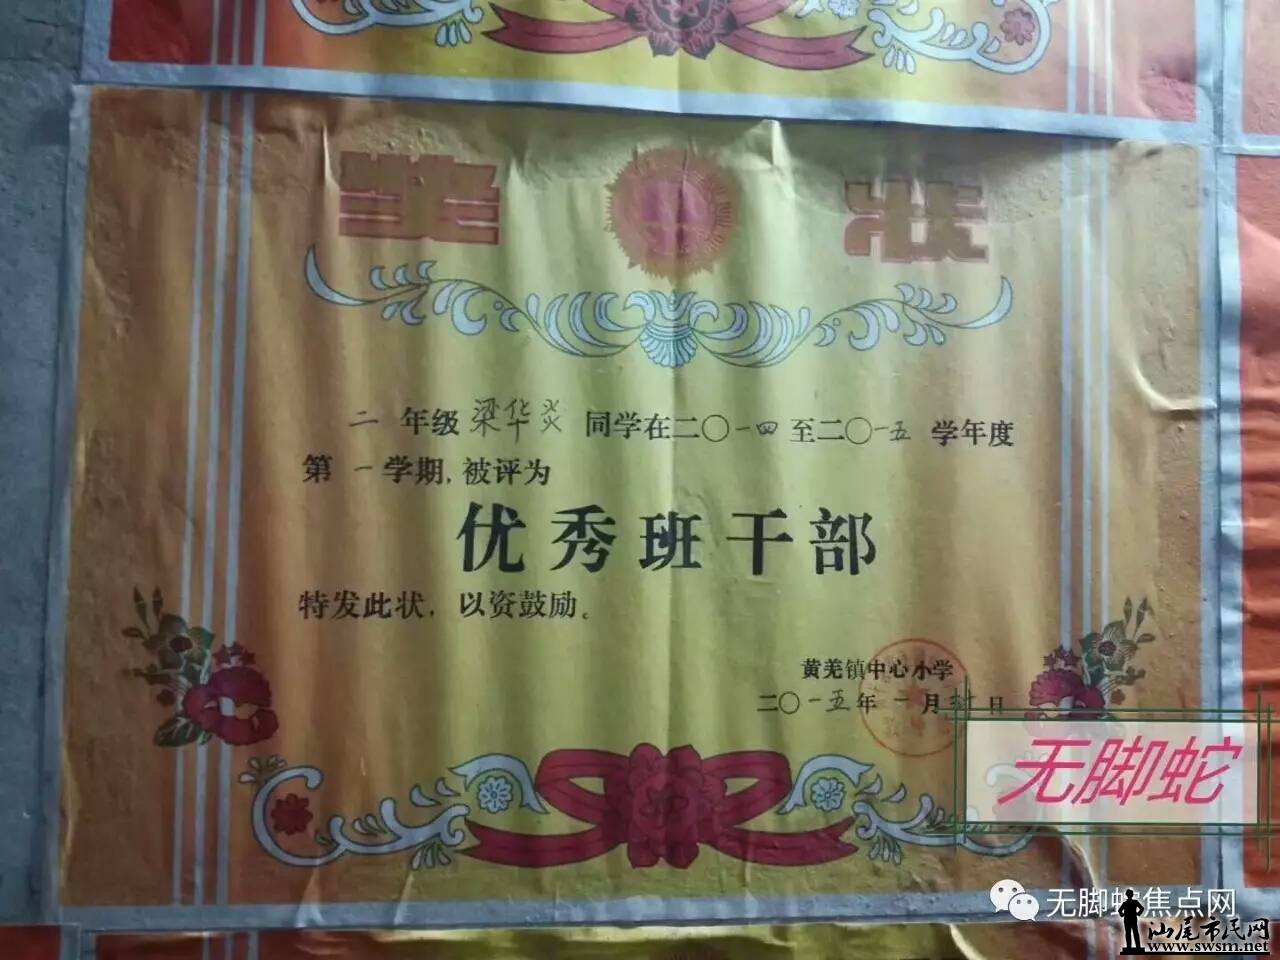 奖 状
二 年级 梁华炎 同学在二〇一四至二〇一五 学年度
第 一 学期，被评为
优秀班干部
特发此状，以资鼓励。
黄羌镇中心小学
二〇一五年 一月 日
无脚蛇
无脚蛇焦点网
汕尾市民网
www.swsm.net